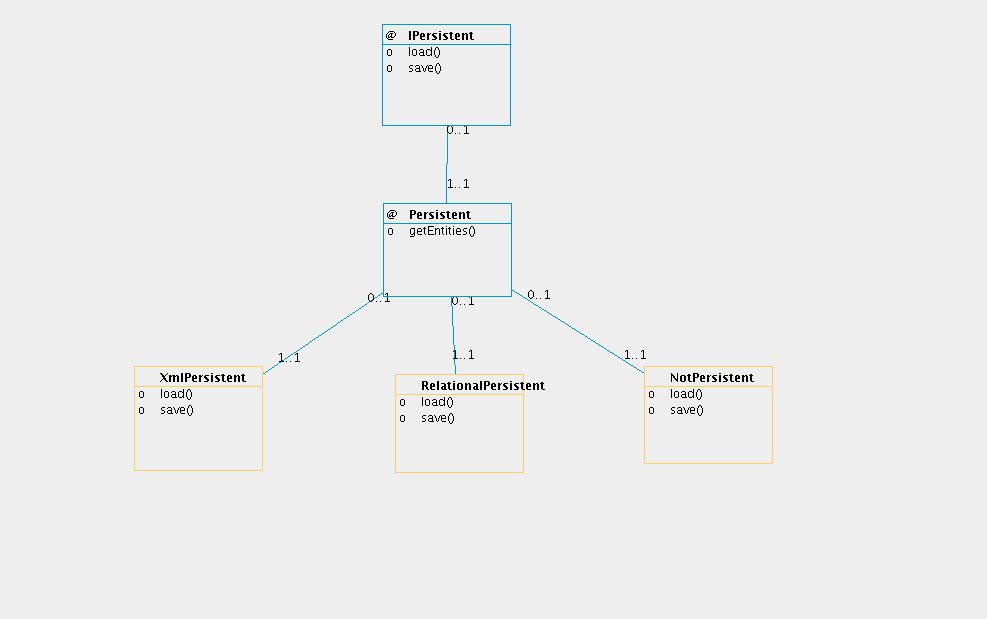 @ IPersistent
o load()
o save()
0..1
1..1
@ Persistent
o getEntities()
0..1
0..1
0..1
1..1
1..1
1..1
XmlPersistent
o load()
o save()
RelationalPersistent
o load()
o save()
NotPersistent
o load()
o save()